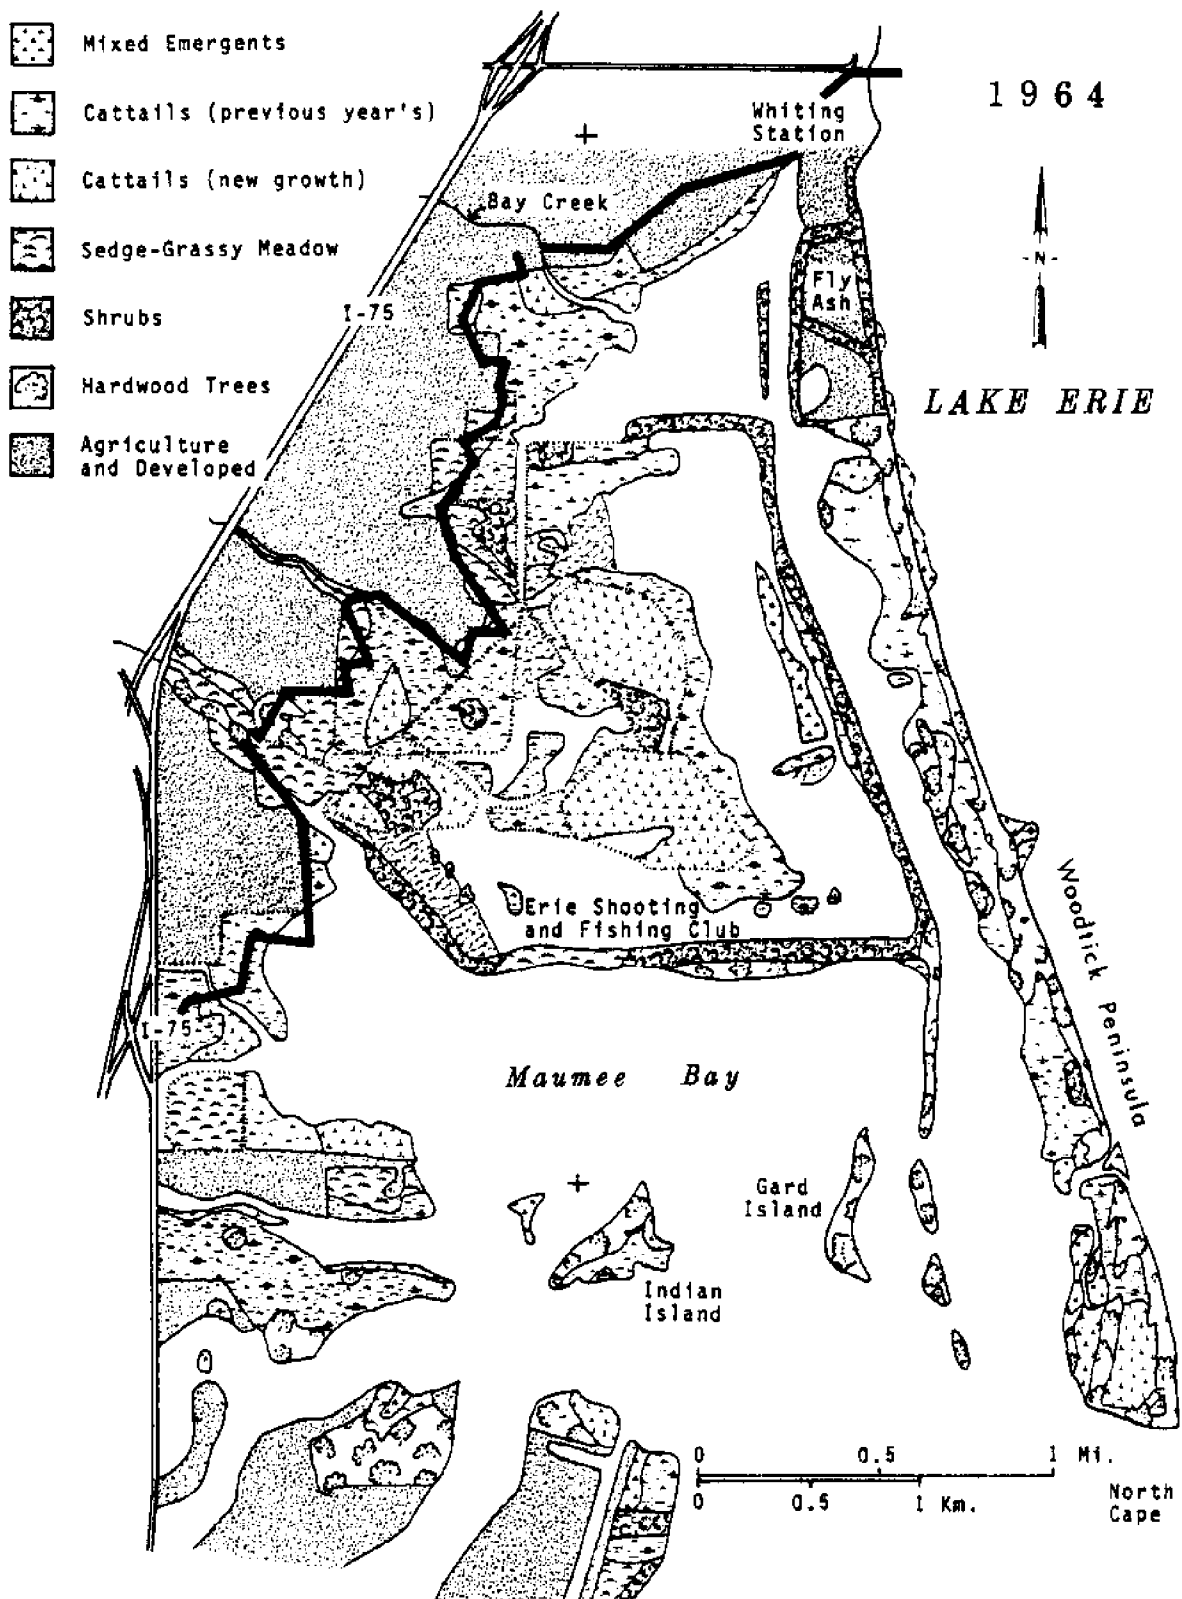 Mixed Emergents
Cattails (previous year's)
Cattails (new growth)
Sedge-Grassy Meadow
Shrubs
Hardwood Trees
Agriculture
and Developed
1964
Whiting
Station
Bay Creek
Fly
Ash
-N-
I-75
LAKE ERIE
Erie Shooting
and Fishing Club
Woodtick Peninsula
I-75
Maumee Bay
Gard
Island
Indian
Island
0 0.5 1 Mi.
0 0.5 1 Km.
North
Cape